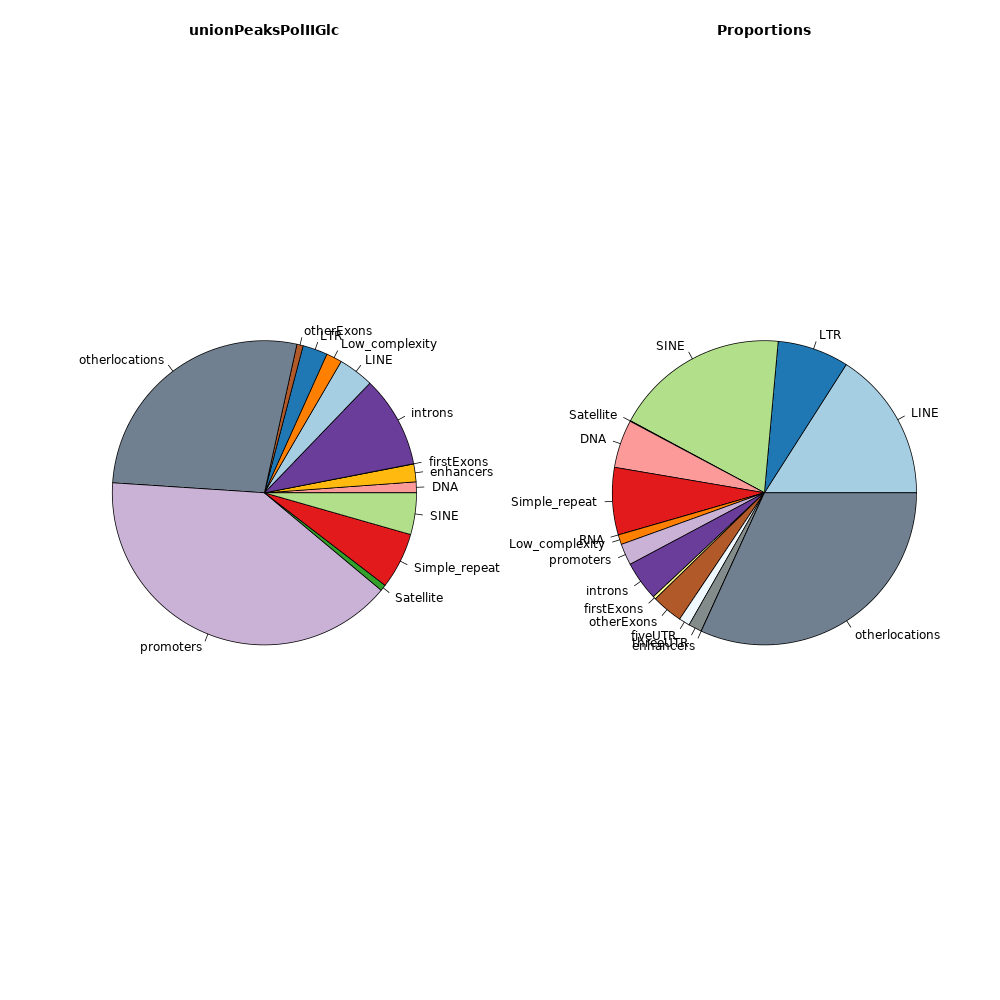 unionPeaksPolIIGlc
otherExons
LTR
Low_complexity
LINE
otherlocations
introns
firstExons
enhancers
DNA
SINE
Simple_repeat
Satellite
promoters
Proportions
LTR
SINE
LINE
Satellite
DNA
Simple_repeat
RNA
Low_complexity
promoters
introns
firstExons
otherExons
fiveUTR
threeUTR
enhancers
otherlocations